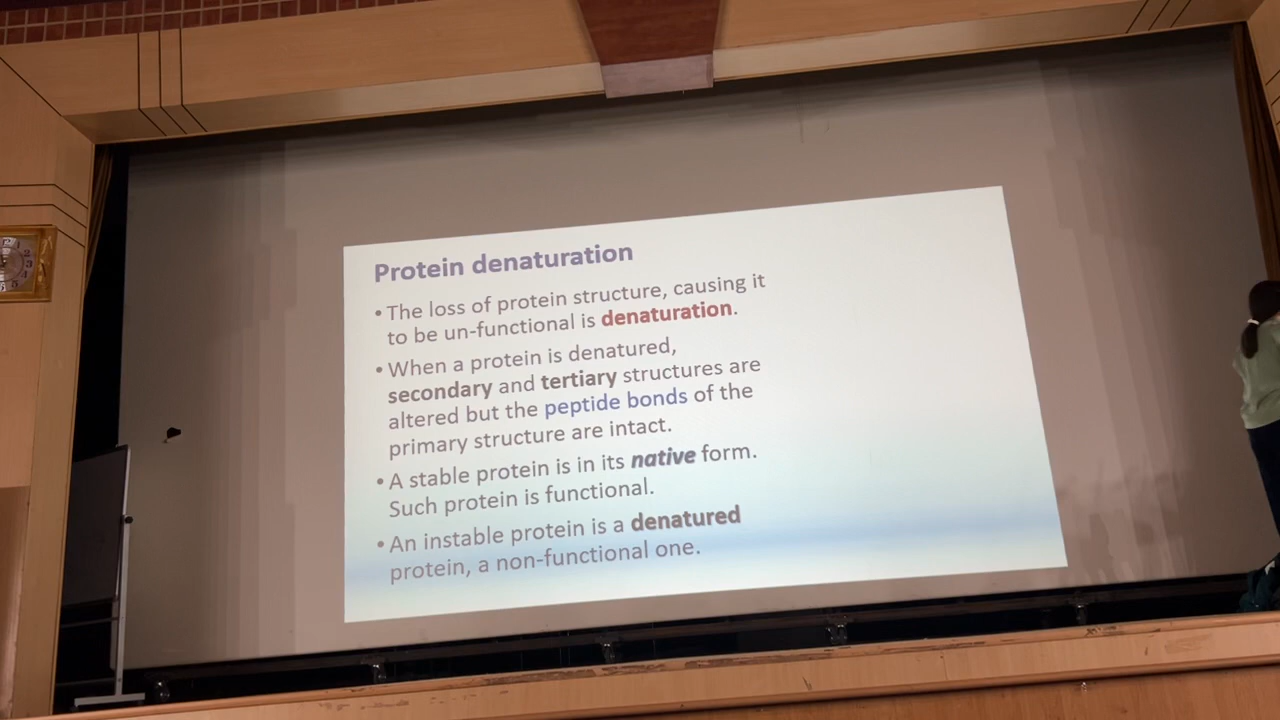 Protein denaturation
• The loss of protein structure, causing it
to be un-functional is denaturation.
• When a protein is denatured,
secondary and tertiary structures are
altered but the peptide bonds of the
primary structure are intact.
• A stable protein is in its native form.
Such protein is functional.
• An instable protein is a denatured
protein, a non-functional one.